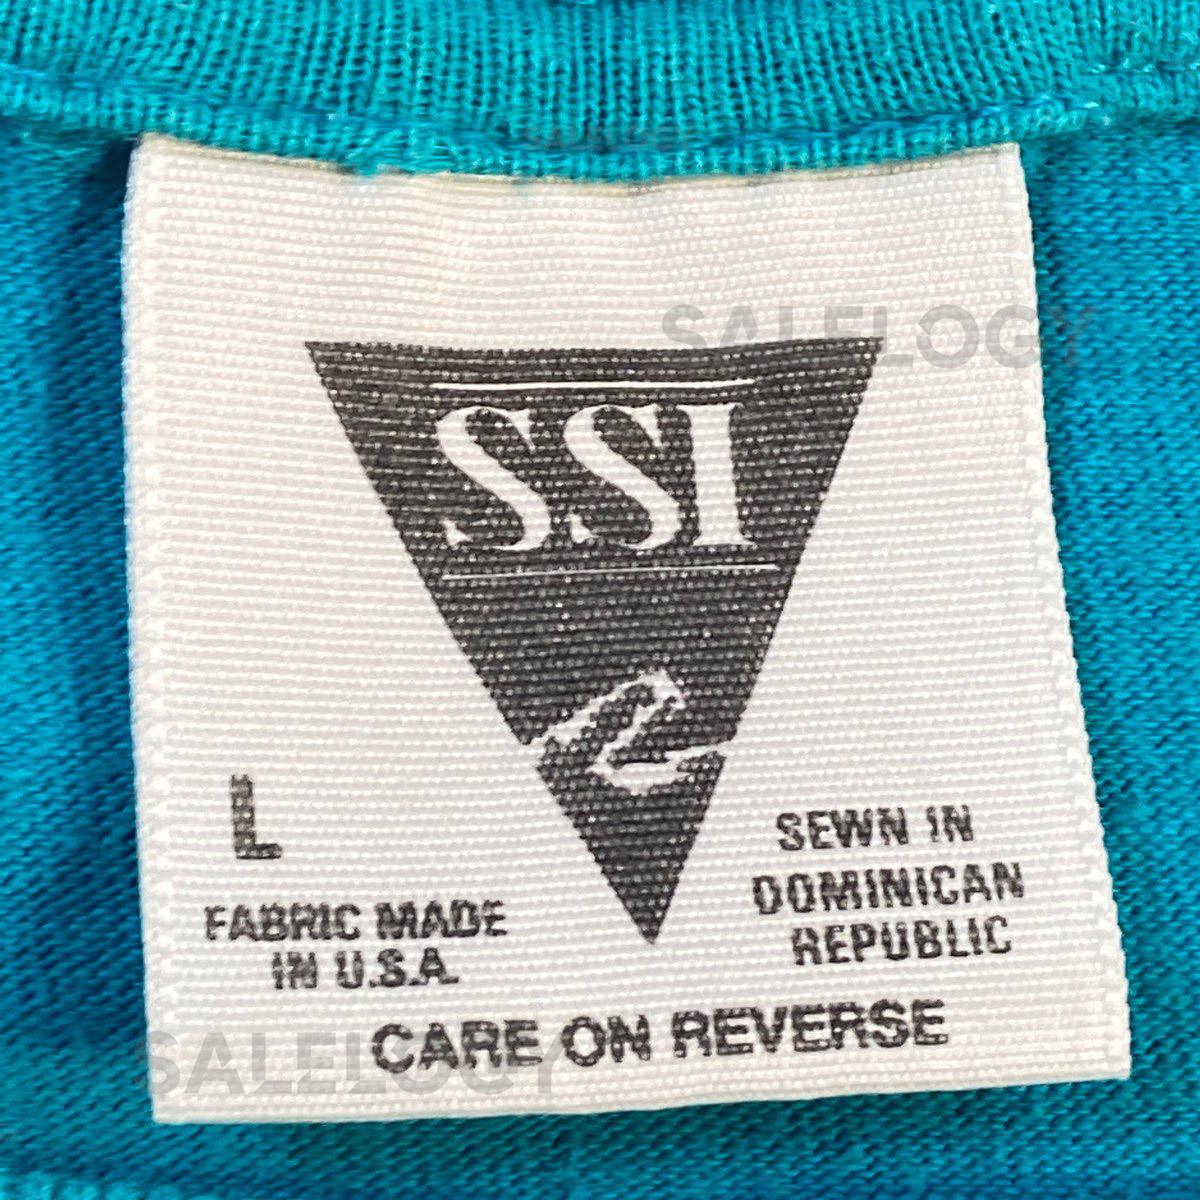 SALELOGY
SSI
L
FABRIC MADE
IN U.S.A.
SEWN IN
DOMINICAN
REPUBLIC
CARE ON REVERSE
SALELOGY